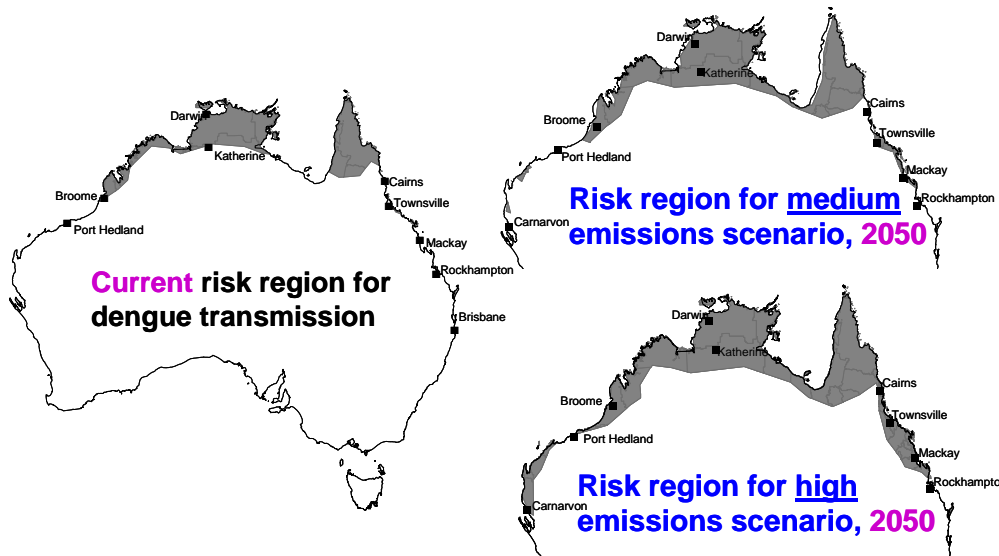 Darwin
Katherine
Broome
Port Hedland
Cairns
Townsville
Mackay
Rockhampton
Brisbane
Current risk region for
dengue transmission
Darwin
Katherine
Broome
Port Hedland
Carnarvon
Cairns
Townsville
Mackay
Rockhampton
Risk region for medium
emissions scenario, 2050
Darwin
Katherine
Broome
Port Hedland
Carnarvon
Cairns
Townsville
Mackay
Rockhampto
Risk region for high
emissions scenario, 2050